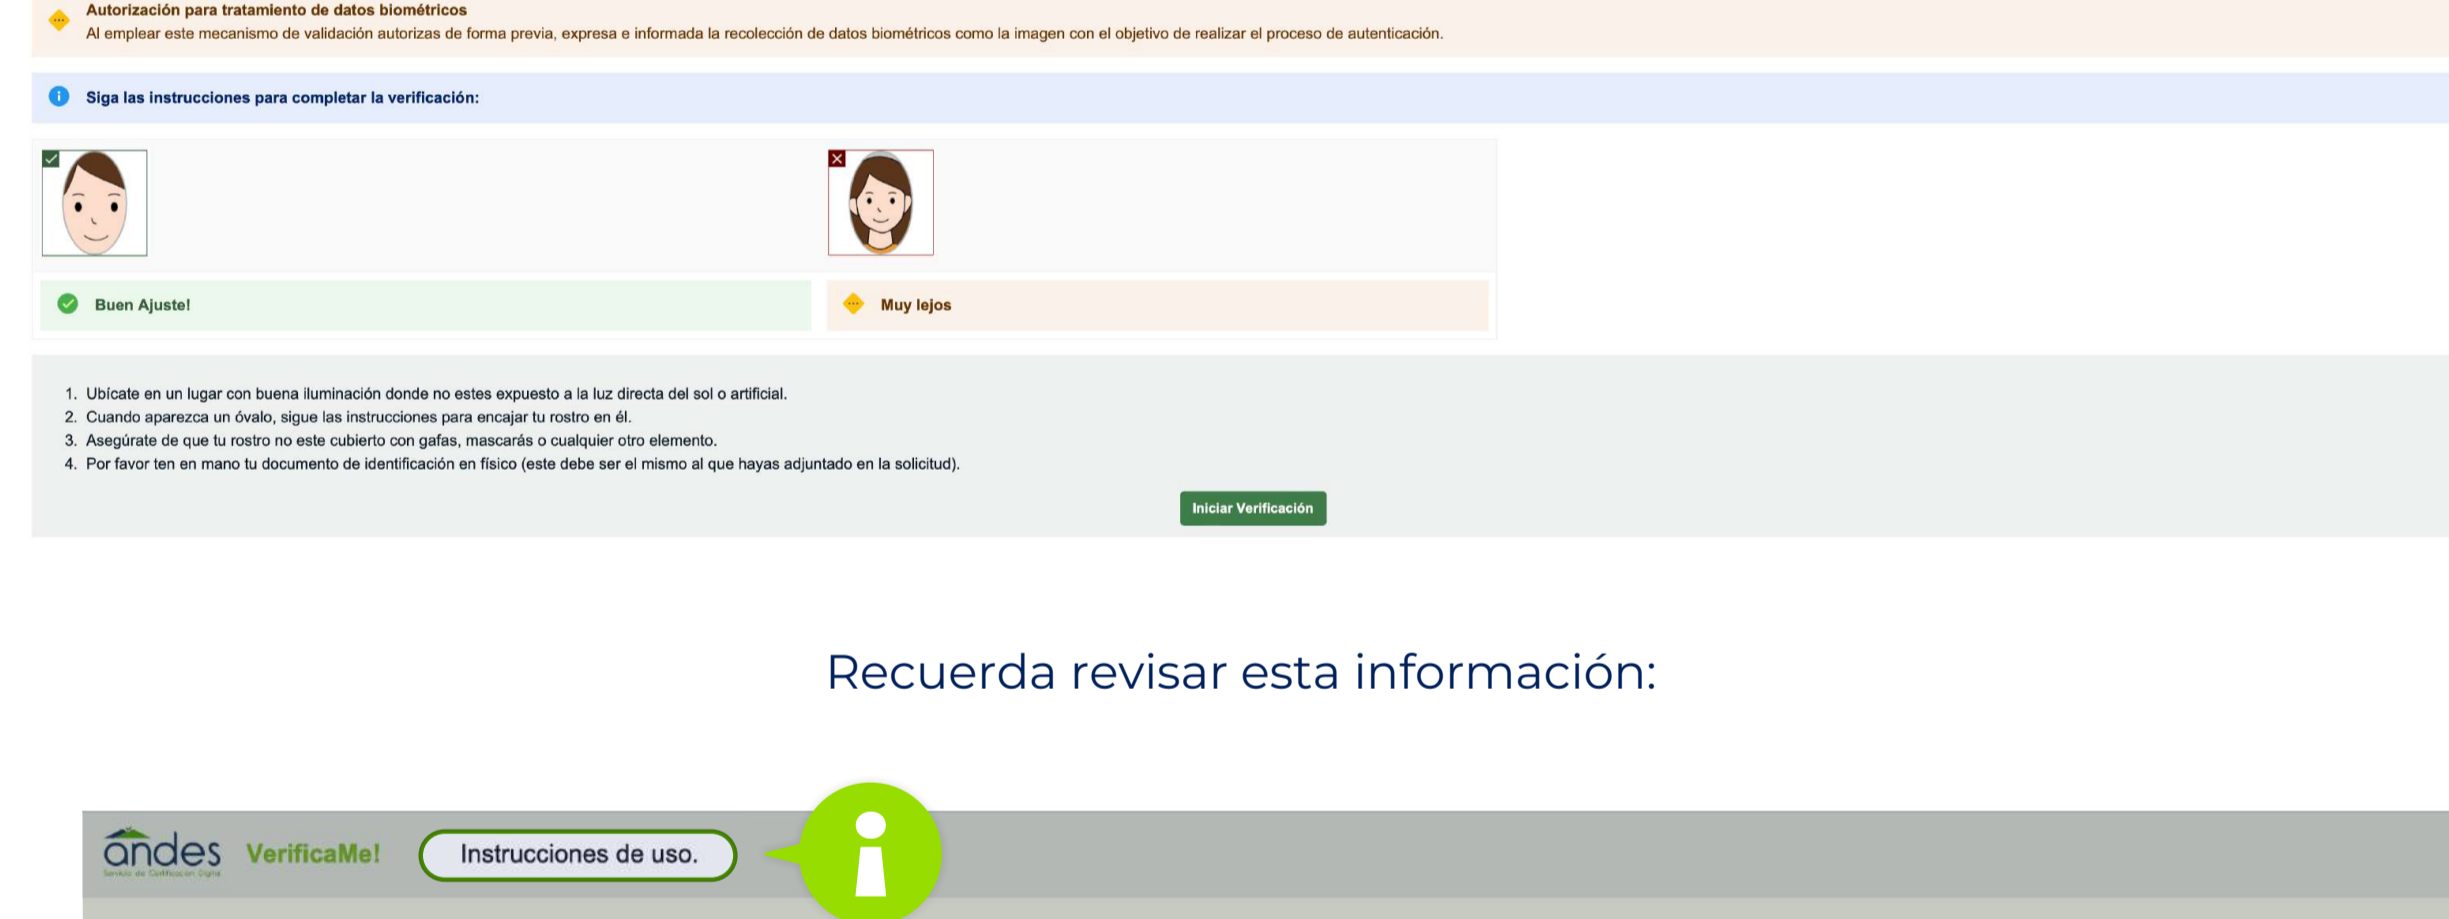 Autorización para tratamiento de datos biométricos
Al emplear este mecanismo de validación autorizas de forma previa, expresa e informada la recolección de datos biométricos como la imagen con el objetivo de realizar el proceso de autenticación.
Siga las instrucciones para completar la verificación:
Buen Ajuste!
Muy lejos
1. Ubícate en un lugar con buena iluminación donde no estes expuesto a la luz directa del sol o artificial.
2. Cuando aparezca un óvalo, sigue las instrucciones para encajar tu rostro en él.
3. Asegúrate de que tu rostro no este cubierto con gafas, mascarás o cualquier otro elemento.
4. Por favor ten en mano tu documento de identificación en físico (este debe ser el mismo al que hayas adjuntado en la solicitud).
Iniciar Verificación
Recuerda revisar esta información:
andes
Servicio de Certificación Digital
VerificaMe!
Instrucciones de uso.